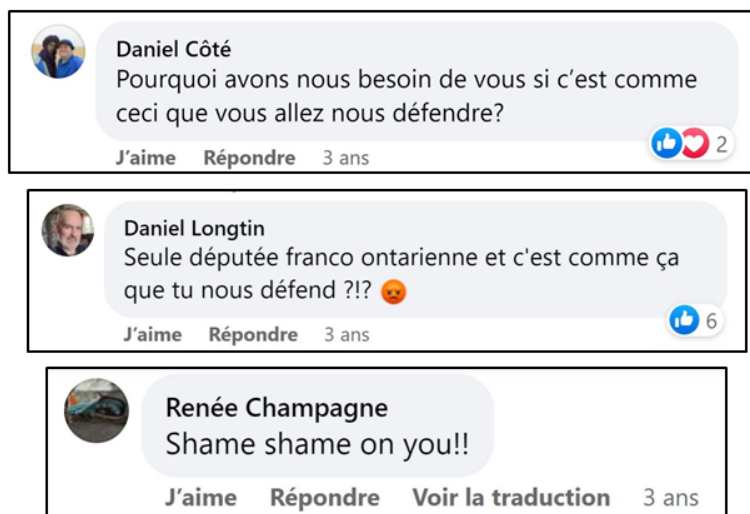 Daniel Côté
Pourquoi avons nous besoin de vous si c’est comme
ceci que vous allez nous défendre?
J’aime Répondre 3 ans
2
Daniel Longtin
Seule députée franco ontarienne et c'est comme ça
que tu nous défend ?!? 😡
J’aime Répondre 3 ans
6
Renée Champagne
Shame shame on you!!
J’aime Répondre Voir la traduction 3 ans